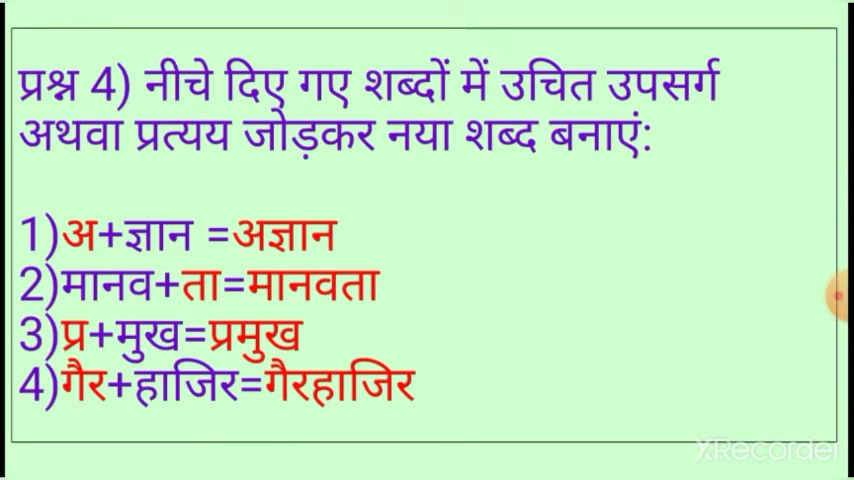 प्रश्न 4) नीचे दिए गए शब्दों में उचित उपसर्ग
अथवा प्रत्यय जोड़कर नया शब्द बनाएं:
1)अ+ज्ञान =अज्ञान
2)मानव+ता=मानवता
3)प्र+मुख=प्रमुख
4)गैर+हाजिर=गैरहाजिर
XRecorder